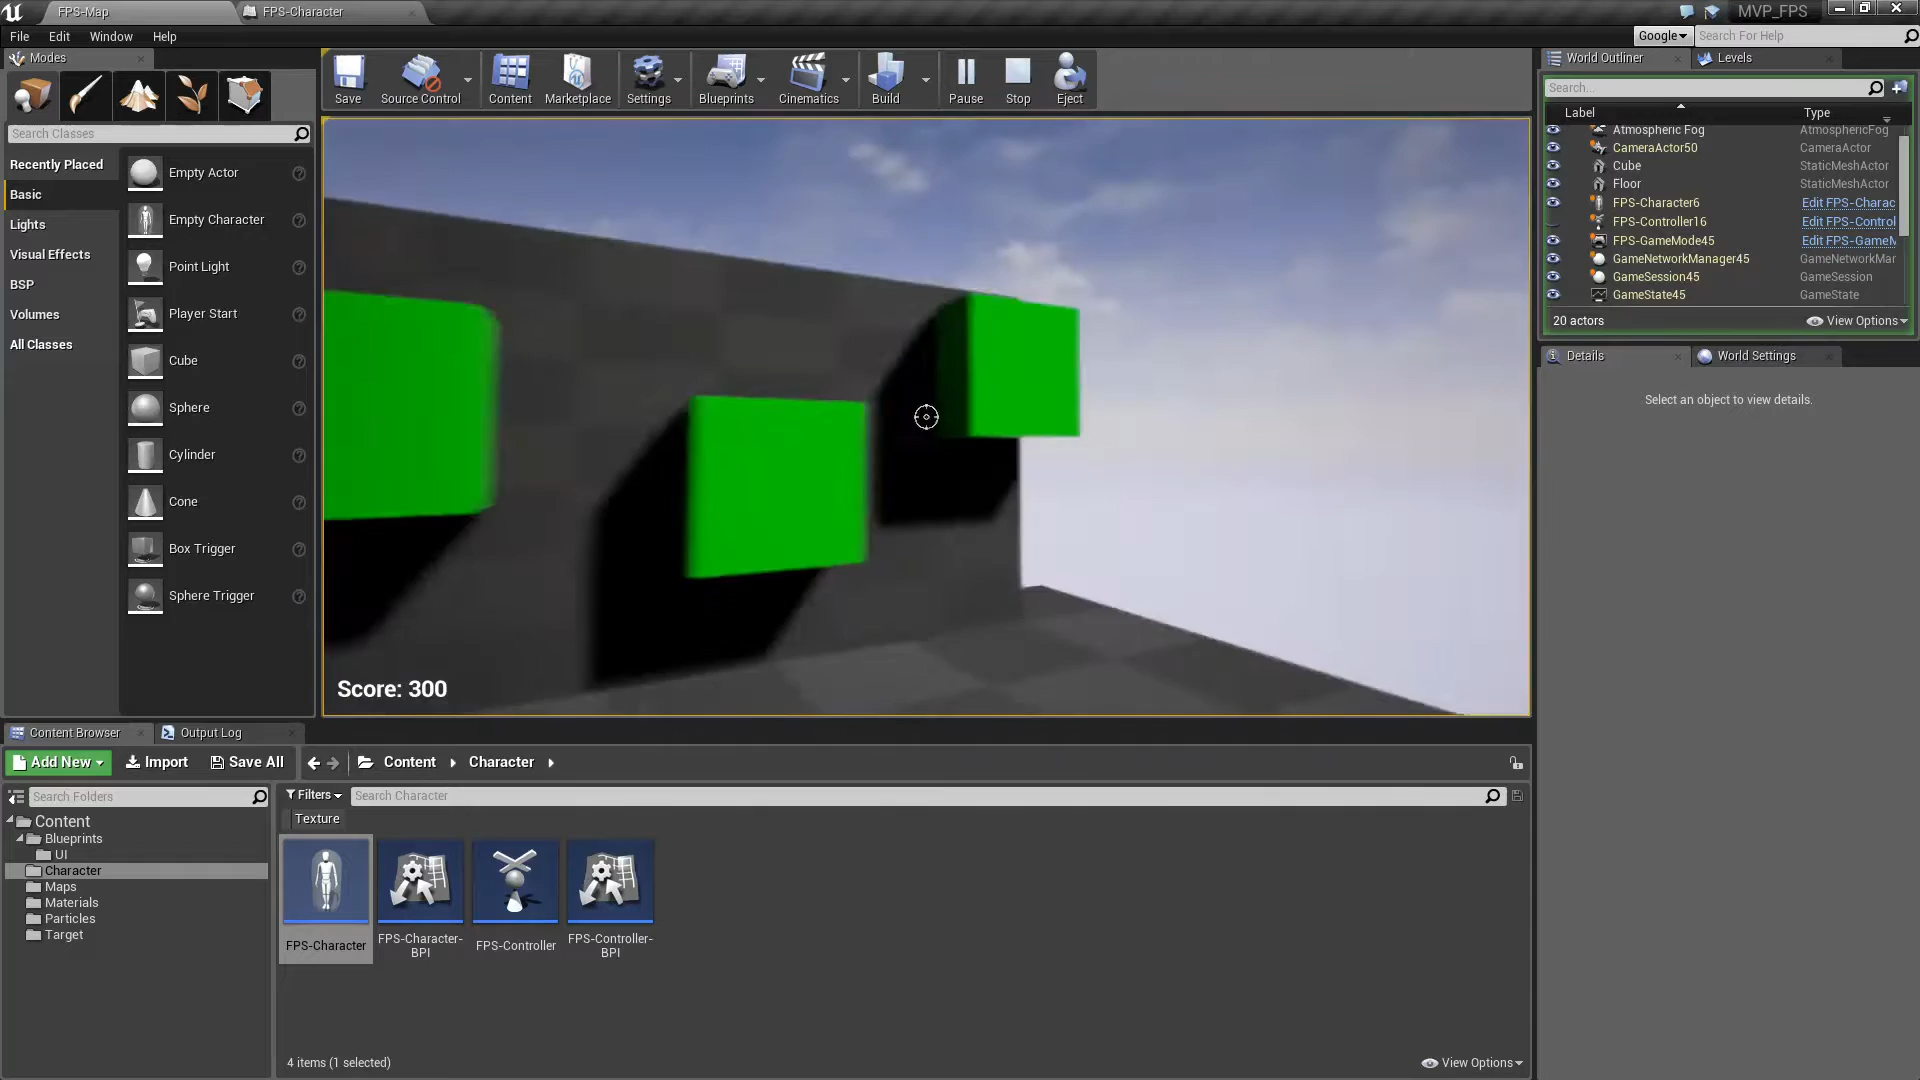 FPS-Map
FPS-Character
MVP_FPS
File Edit Window Help
Google
Search For Help
Modes
Save
Source Control
Content
Marketplace
Settings
Blueprints
Cinematics
Build
Pause
Stop
Eject
World Outliner
Levels
Search...
Label
Type
Atmospheric Fog AtmosphericFog
CameraActor50 CameraActor
Cube StaticMeshActor
Floor StaticMeshActor
FPS-Character6 Edit FPS-Charac
FPS-Controller16 Edit FPS-Control
FPS-GameMode45 Edit FPS-GameM
GameNetworkManager45 GameNetworkMar
GameSession45 GameSession
GameState45 GameState
20 actors
View Options
Details
World Settings
Select an object to view details.
Search Classes
Recently Placed
Basic
Lights
Visual Effects
BSP
Volumes
All Classes
Empty Actor
Empty Character
Point Light
Player Start
Cube
Sphere
Cylinder
Cone
Box Trigger
Sphere Trigger
Score: 300
Content Browser
Output Log
Add New
Import
Save All
Content
Character
Search Folders
Filters
Search Character
Texture
Content
Blueprints
UI
Character
Maps
Materials
Particles
Target
FPS-Character
FPS-Character-
BPI
FPS-Controller
FPS-Controller-
BPI
4 items (1 selected)
View Options